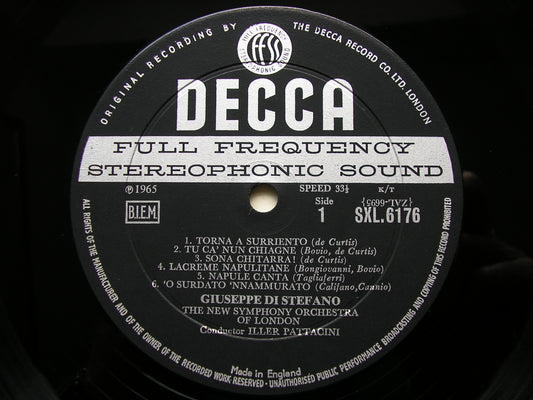 ORIGINAL RECORDING BY THE DECCA RECORD CO. LTD. LONDON
FULL FREQUENCY
FFSS
STEREOPHONIC SOUND
DECCA
FULL FREQUENCY
STEREOPHONIC SOUND
℗1965 SPEED 33⅓ K/T
B.I.E.M. Side 1 {ZAL-6695}
SXL.6176
1. TORNA A SURRIENTO (de Curtis)
2. TU CA' NUN CHIAGNE (Bovio, de Curtis)
3. SONA CHITARRA! (de Curtis)
4. LACREME NAPULITANE (Bongiovanni, Bovio)
5. NAPULE CANTA (Tagliaferri)
6. 'O SURDATO 'NNAMMURATO (Califano, Cannio)
GIUSEPPE DI STEFANO
THE NEW SYMPHONY ORCHESTRA
OF LONDON
Conductor ILLER PATTACINI
Made in England
ALL RIGHTS OF THE MANUFACTURER AND OF THE OWNER OF THE RECORDED WORK RESERVED · UNAUTHORISED PUBLIC PERFORMANCE BROADCASTING AND COPYING OF THIS RECORD PROHIBITED